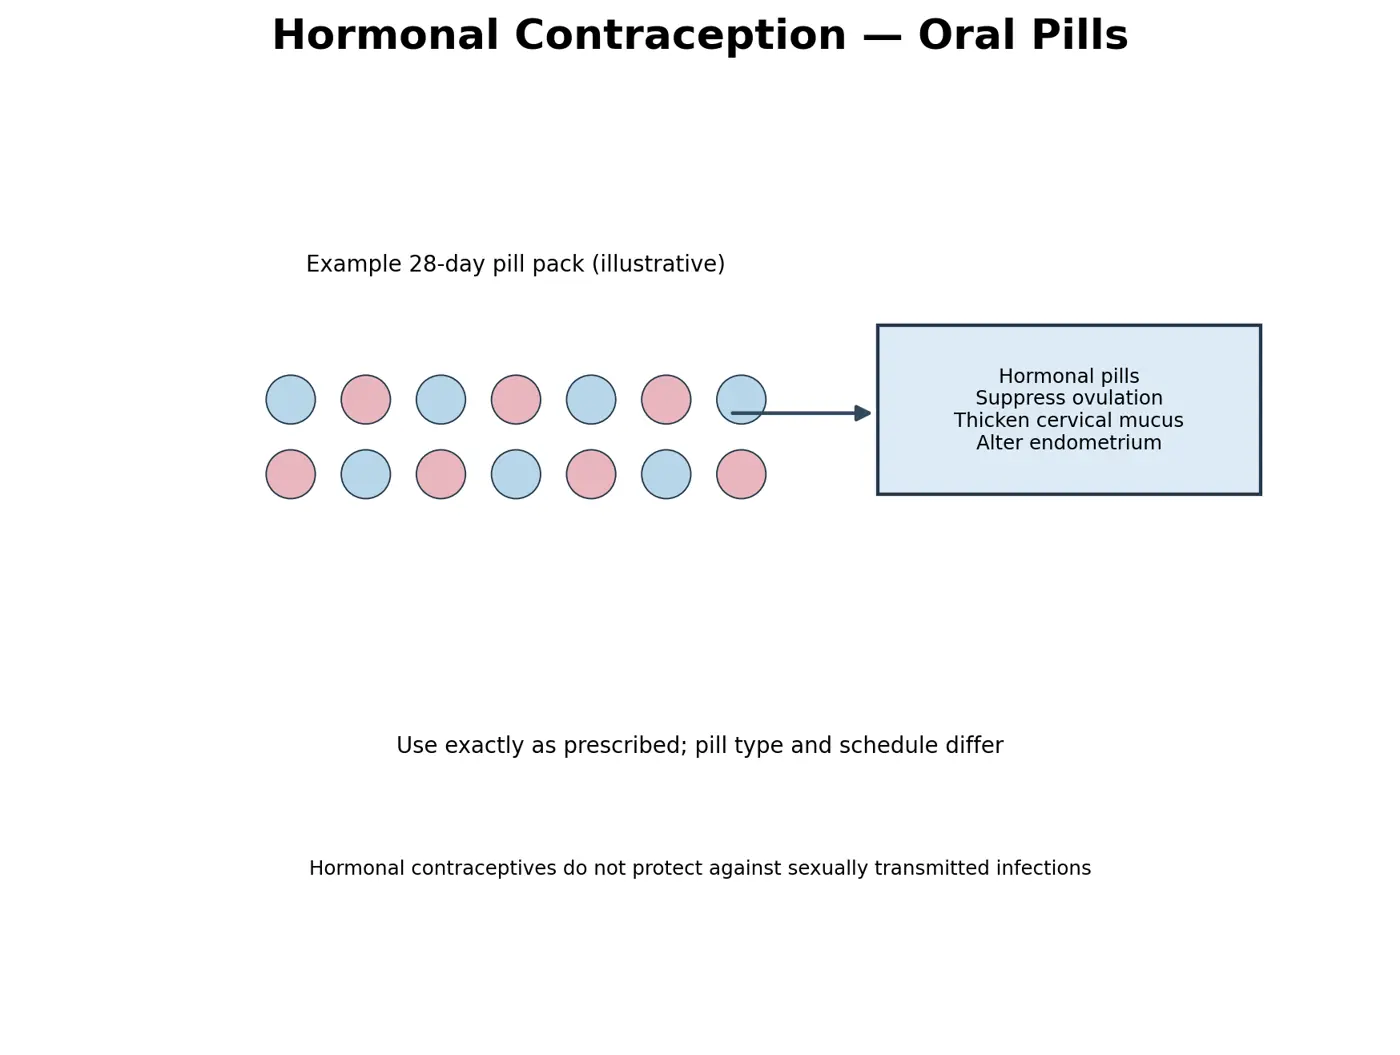 Hormonal Contraception — Oral Pills
Example 28-day pill pack (illustrative)
Hormonal pills
Suppress ovulation
Thicken cervical mucus
Alter endometrium
Use exactly as prescribed; pill type and schedule differ
Hormonal contraceptives do not protect against sexually transmitted infections